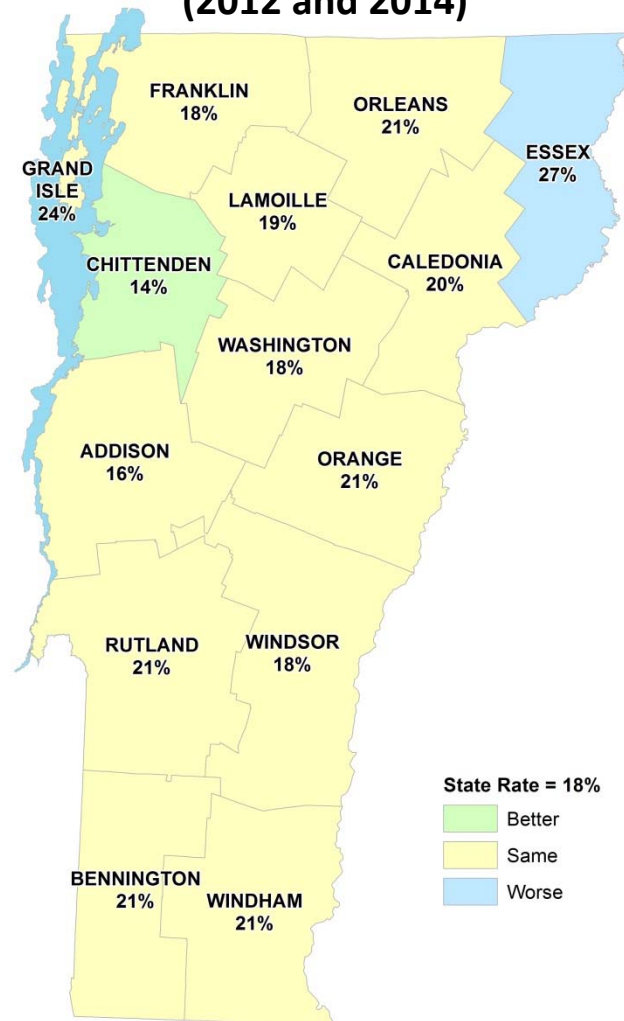 (2012 and 2014)
FRANKLIN
18%
ORLEANS
21%
ESSEX
27%
GRAND
ISLE
24%
LAMOILLE
19%
CHITTENDEN
14%
CALEDONIA
20%
WASHINGTON
18%
ADDISON
16%
ORANGE
21%
RUTLAND
21%
WINDSOR
18%
State Rate = 18%
Better
Same
Worse
BENNINGTON
21%
WINDHAM
21%